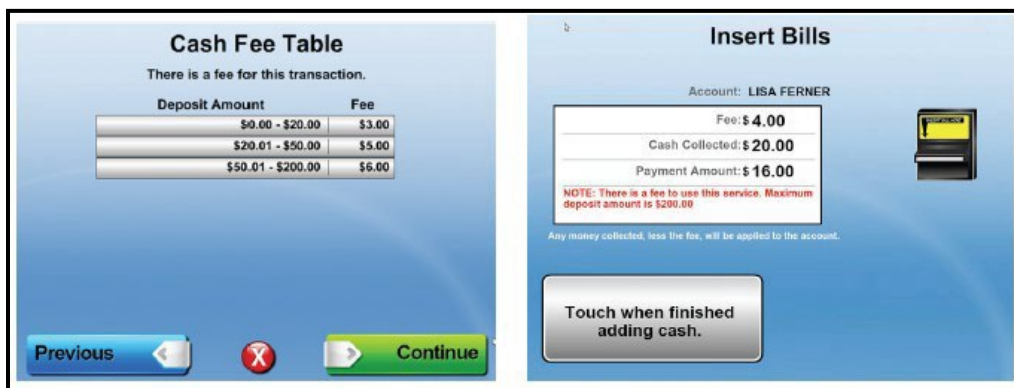 Cash Fee Table
There is a fee for this transaction.
Deposit Amount Fee
$0.00 - $20.00 $3.00
$20.01 - $50.00 $5.00
$50.01 - $200.00 $6.00
Previous
X
Continue
Insert Bills
Account: LISA FERNER
Fee:$ 4.00
Cash Collected:$ 20.00
Payment Amount:$ 16.00
NOTE: There is a fee to use this service. Maximum
deposit amount is $200.00
Any money collected, less the fee, will be applied to the account.
Touch when finished
adding cash.